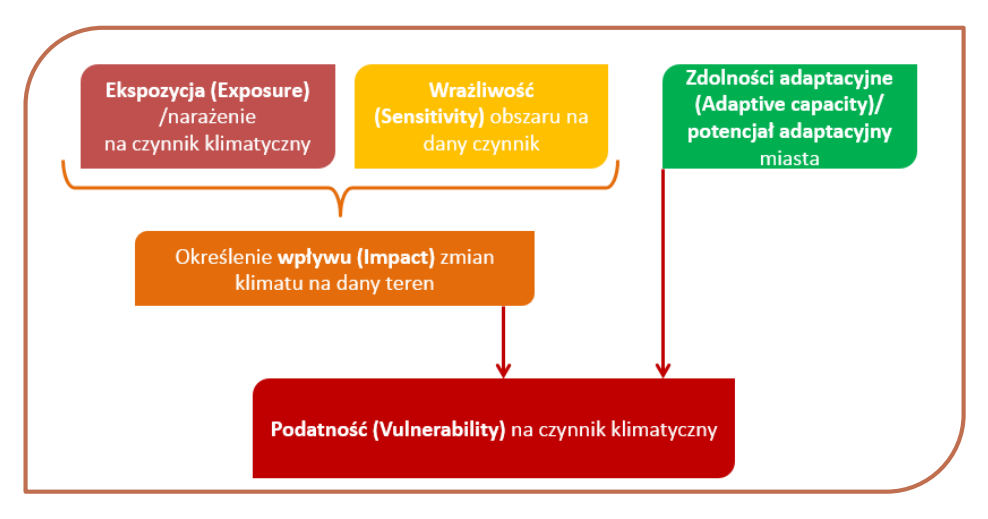 Ekspozycja (Exposure)
/narażenie
na czynnik klimatyczny
Wrażliwość
(Sensitivity) obszaru na
dany czynnik
Zdolności adaptacyjne
(Adaptive capacity)/
potencjał adaptacyjny
miasta
Określenie wpływu (Impact) zmian
klimatu na dany teren
Podatność (Vulnerability) na czynnik klimatyczny